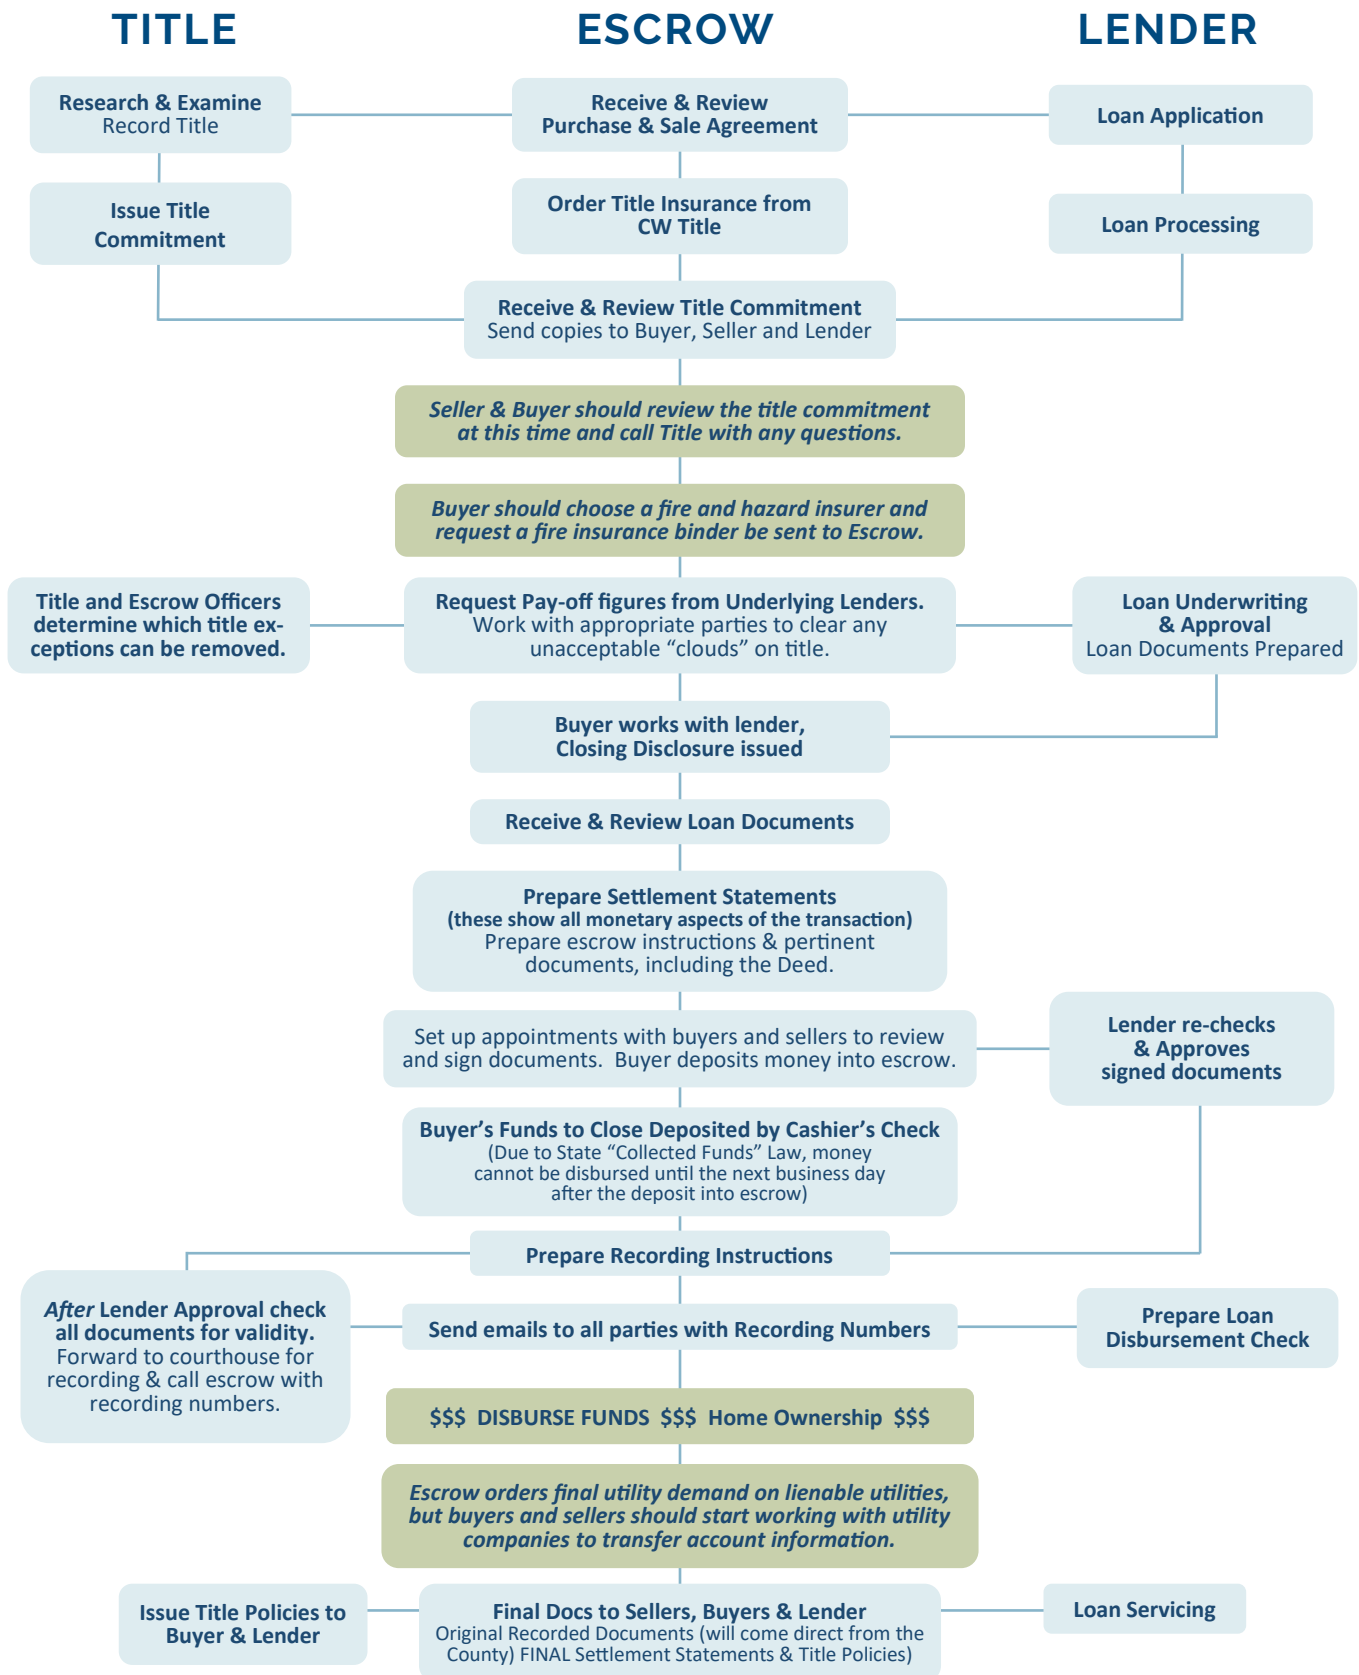 TITLE
ESCROW
LENDER
Research & Examine
Record Title
Receive & Review
Purchase & Sale Agreement
Loan Application
Issue Title
Commitment
Order Title Insurance from
CW Title
Loan Processing
Receive & Review Title Commitment
Send copies to Buyer, Seller and Lender
Seller & Buyer should review the title commitment
at this time and call Title with any questions.
Buyer should choose a fire and hazard insurer and
request a fire insurance binder be sent to Escrow.
Title and Escrow Officers
determine which title ex-
ceptions can be removed.
Request Pay-off figures from Underlying Lenders.
Work with appropriate parties to clear any
unacceptable “clouds” on title.
Loan Underwriting
& Approval
Loan Documents Prepared
Buyer works with lender,
Closing Disclosure issued
Receive & Review Loan Documents
Prepare Settlement Statements
(these show all monetary aspects of the transaction)
Prepare escrow instructions & pertinent
documents, including the Deed.
Set up appointments with buyers and sellers to review
and sign documents.  Buyer deposits money into escrow.
Lender re-checks
& Approves
signed documents
Buyer’s Funds to Close Deposited by Cashier’s Check
(Due to State “Collected Funds” Law, money
cannot be disbursed until the next business day
after the deposit into escrow)
Prepare Recording Instructions
After Lender Approval check
all documents for validity.
Forward to courthouse for
recording & call escrow with
recording numbers.
Send emails to all parties with Recording Numbers
Prepare Loan
Disbursement Check
$$$  DISBURSE FUNDS  $$$  Home Ownership  $$$
Escrow orders final utility demand on lienable utilities,
but buyers and sellers should start working with utility
companies to transfer account information.
Issue Title Policies to
Buyer & Lender
Final Docs to Sellers, Buyers & Lender
Original Recorded Documents (will come direct from the
County) FINAL Settlement Statements & Title Policies)
Loan Servicing